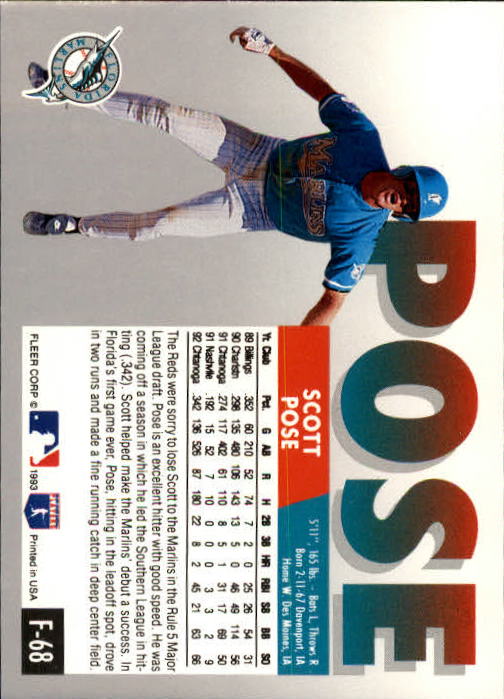 POSE
SCOTT
POSE
5'11", 165 lbs. - Bats L, Throws R
Born 2-11-67 Davenport, IA
Home W. Des Moines, IA
Yr. Club Pct. G AB R H 2B 3B HR RBI SB BB SO
89 Billings .352 60 210 52 74 7 2 0 25 26 54 31
90 Charlstn .298 135 480 106 143 13 5 0 46 49 114 56
91 Chtanoga .274 117 402 61 110 8 5 1 31 17 69 50
91 Nashvlle .192 15 52 7 10 0 0 0 3 3 2 9
92 Chtanoga .342 136 526 87 180 22 8 2 45 21 63 66
The Reds were sorry to lose Scott to the Marlins in the Rule 5 Major
League draft. Pose is an excellent hitter with good speed. He was
coming off a season in which he led the Southern League in hit-
ting (.342). Scott helped make the Marlins' debut a success. In
Florida's first game ever, Pose, hitting in the leadoff spot, drove
in two runs and made a fine running catch in deep center field.
FLEER CORP © 1993 Printed in USA F-68
FLORIDA
MARLINS
MARLINS